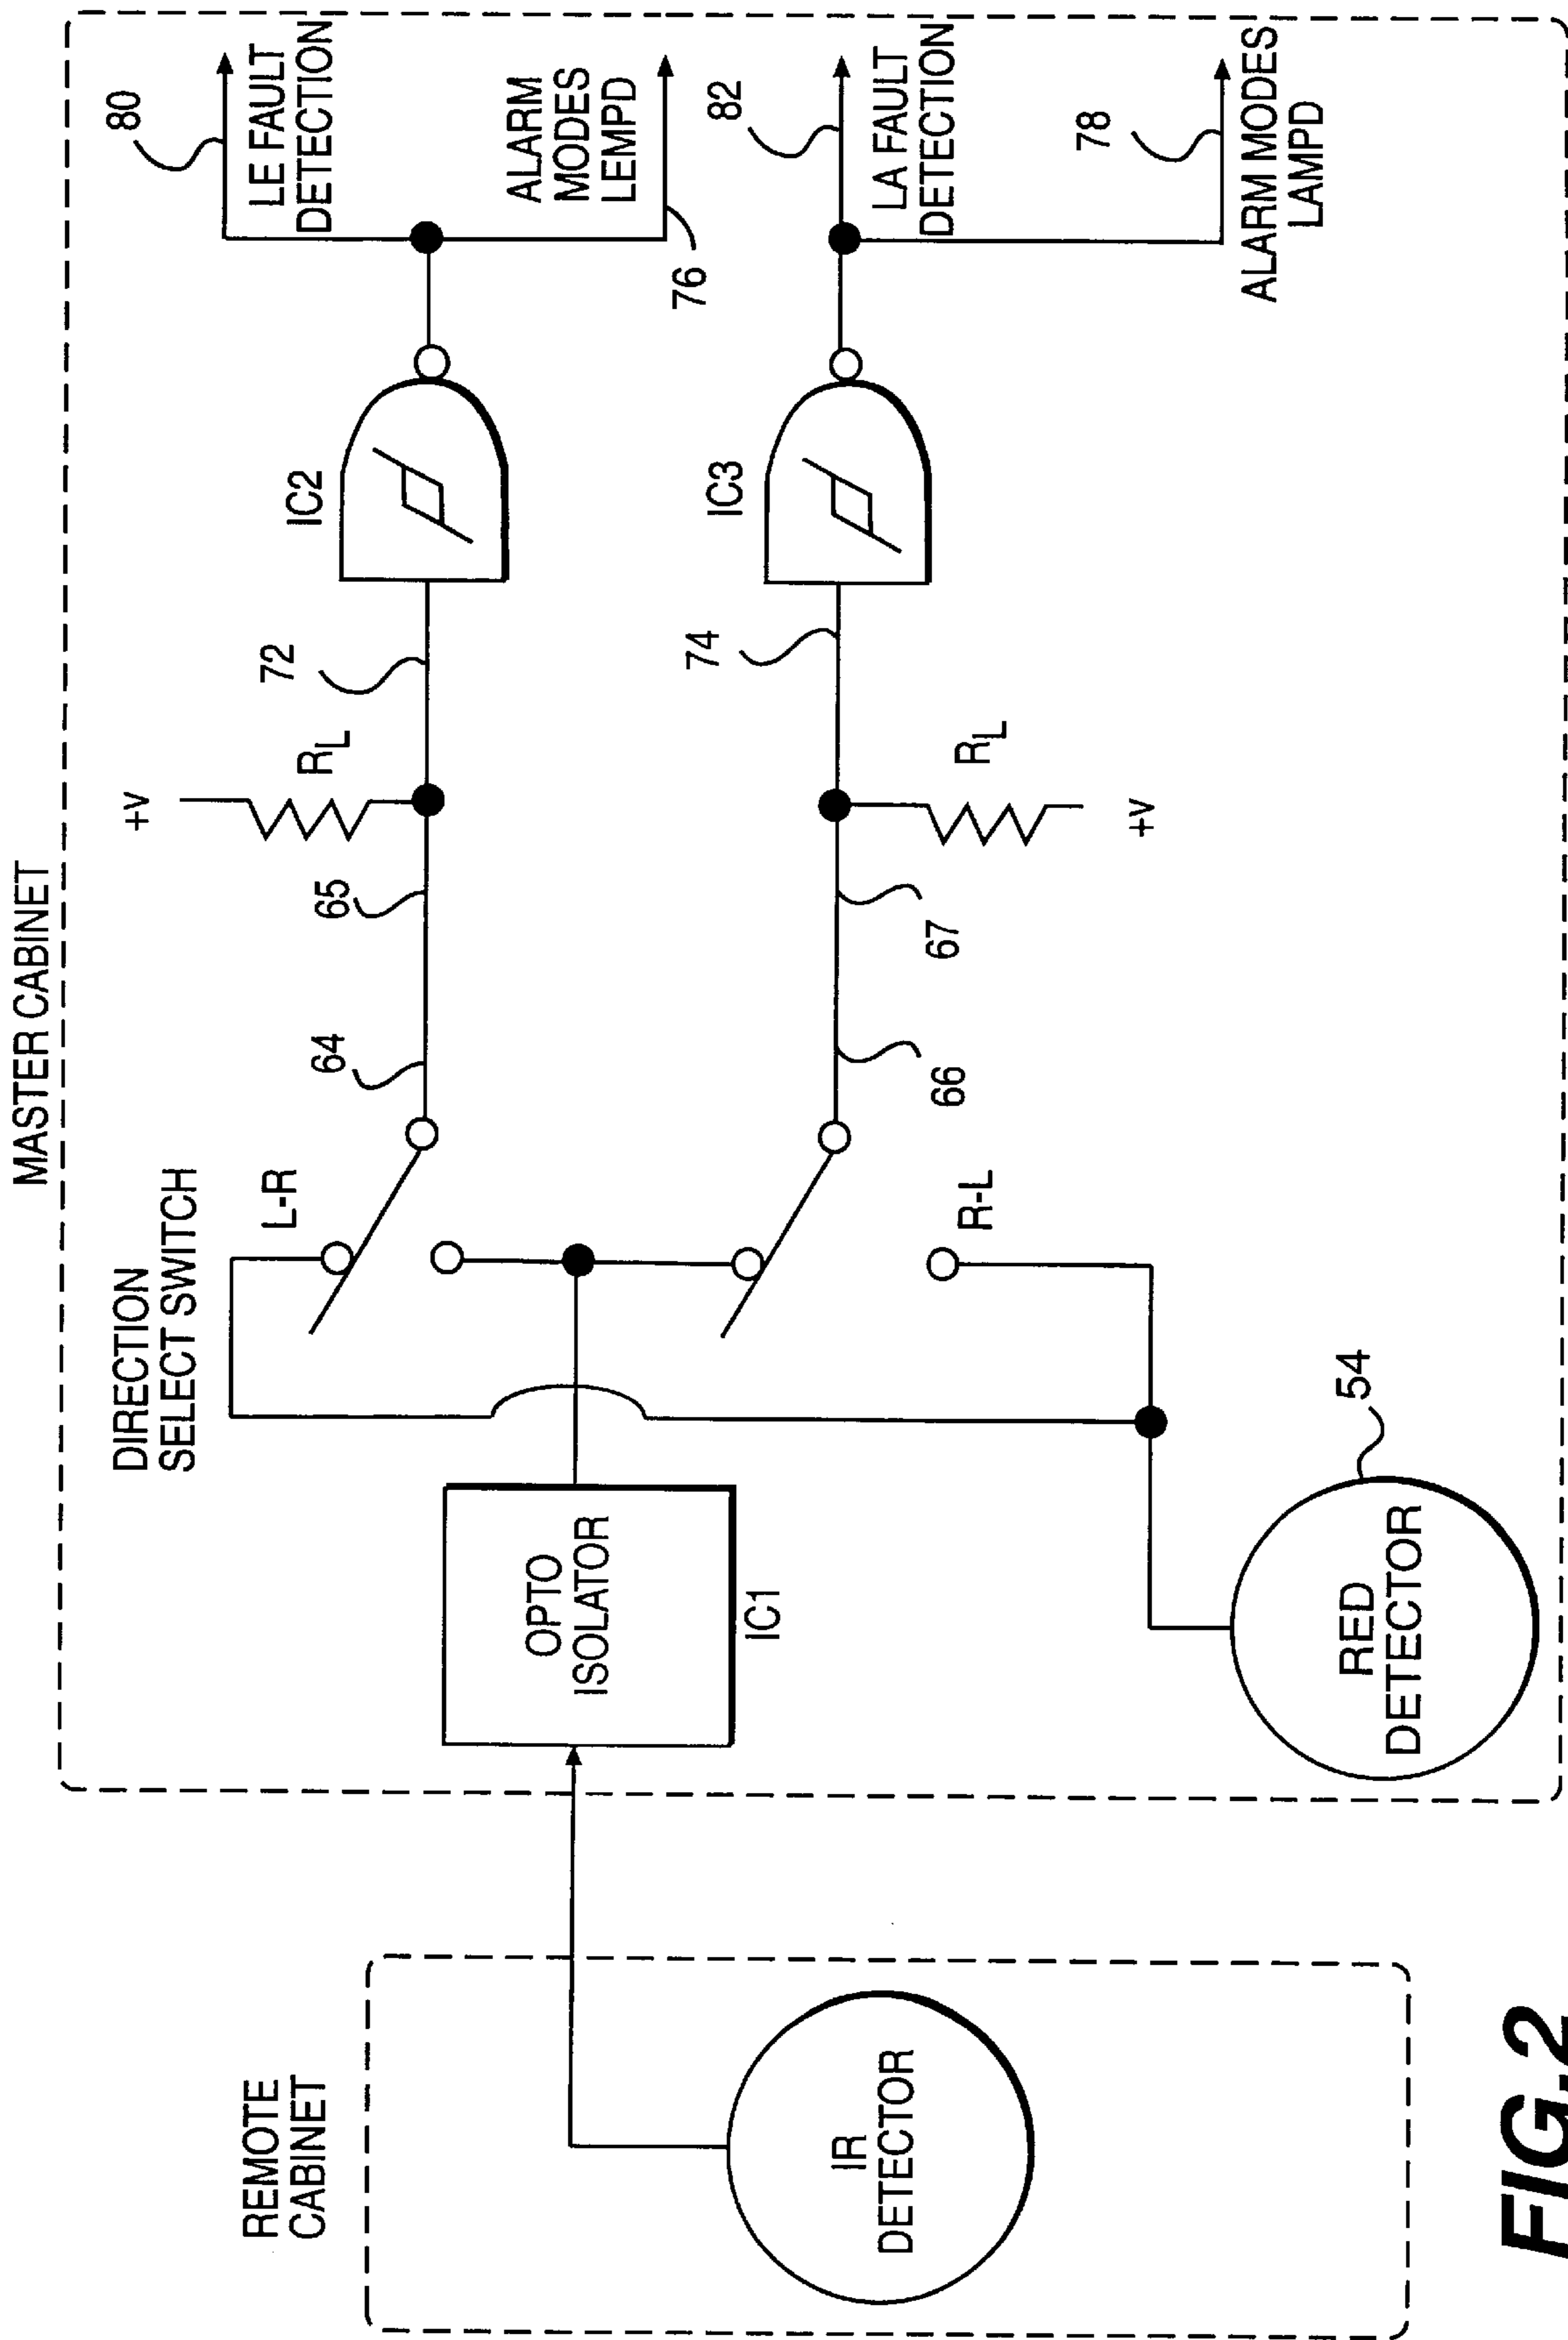 MASTER CABINET
REMOTE
CABINET
IR
DETECTOR
OPTO
ISOLATOR
IC1
RED
DETECTOR
54
DIRECTION
SELECT SWITCH
L-R
R-L
64
65
66
67
+V
RL
RL
+V
72
74
IC2
IC3
80
LE FAULT
DETECTION
ALARM
MODES
LEMPD
76
82
LA FAULT
DETECTION
78
ALARM MODES
LAMPD
FIG.2